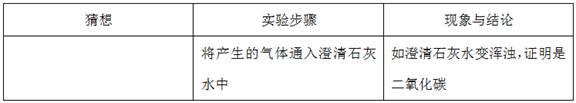 猜想 实验步骤 现象与结论
将产生的气体通入澄清石灰 如澄清石灰水变浑浊，证明是
水中 二氧化碳